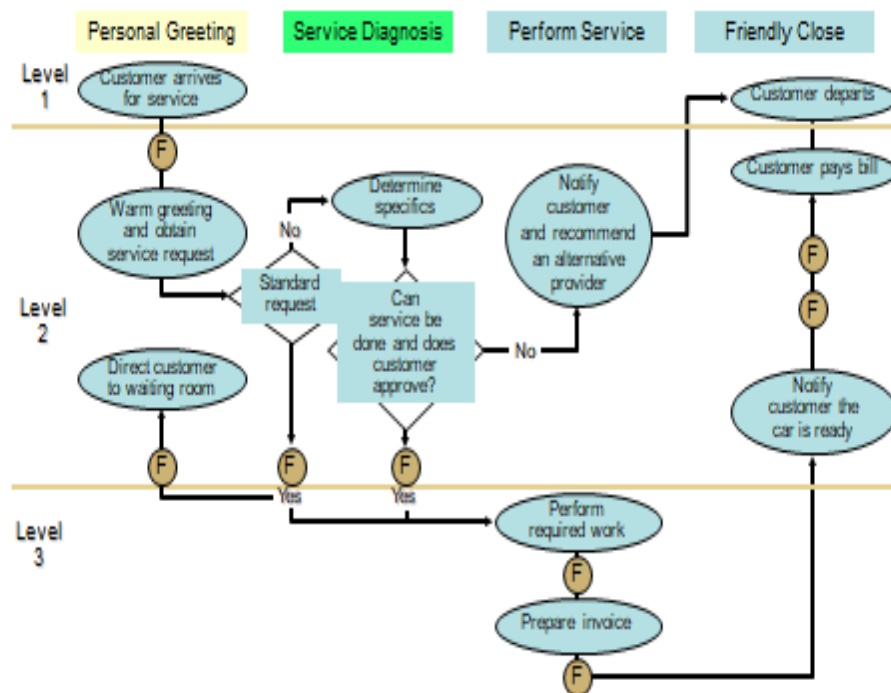 Personal Greeting
Service Diagnosis
Perform Service
Friendly Close
Level
1
Customer arrives
for service
Customer departs
F
Customer pays bill
Determine
specifics
Notify
customer
and recommend
an alternative
provider
Warm greeting
and obtain
service request
No
F
Standard
request
Can
service be
done and does
customer
approve?
F
Level
2
No
Direct customer
to waiting room
Notify
customer the
car is ready
F
F
F
Yes
Yes
Perform
required work
Level
3
F
Prepare invoice
F